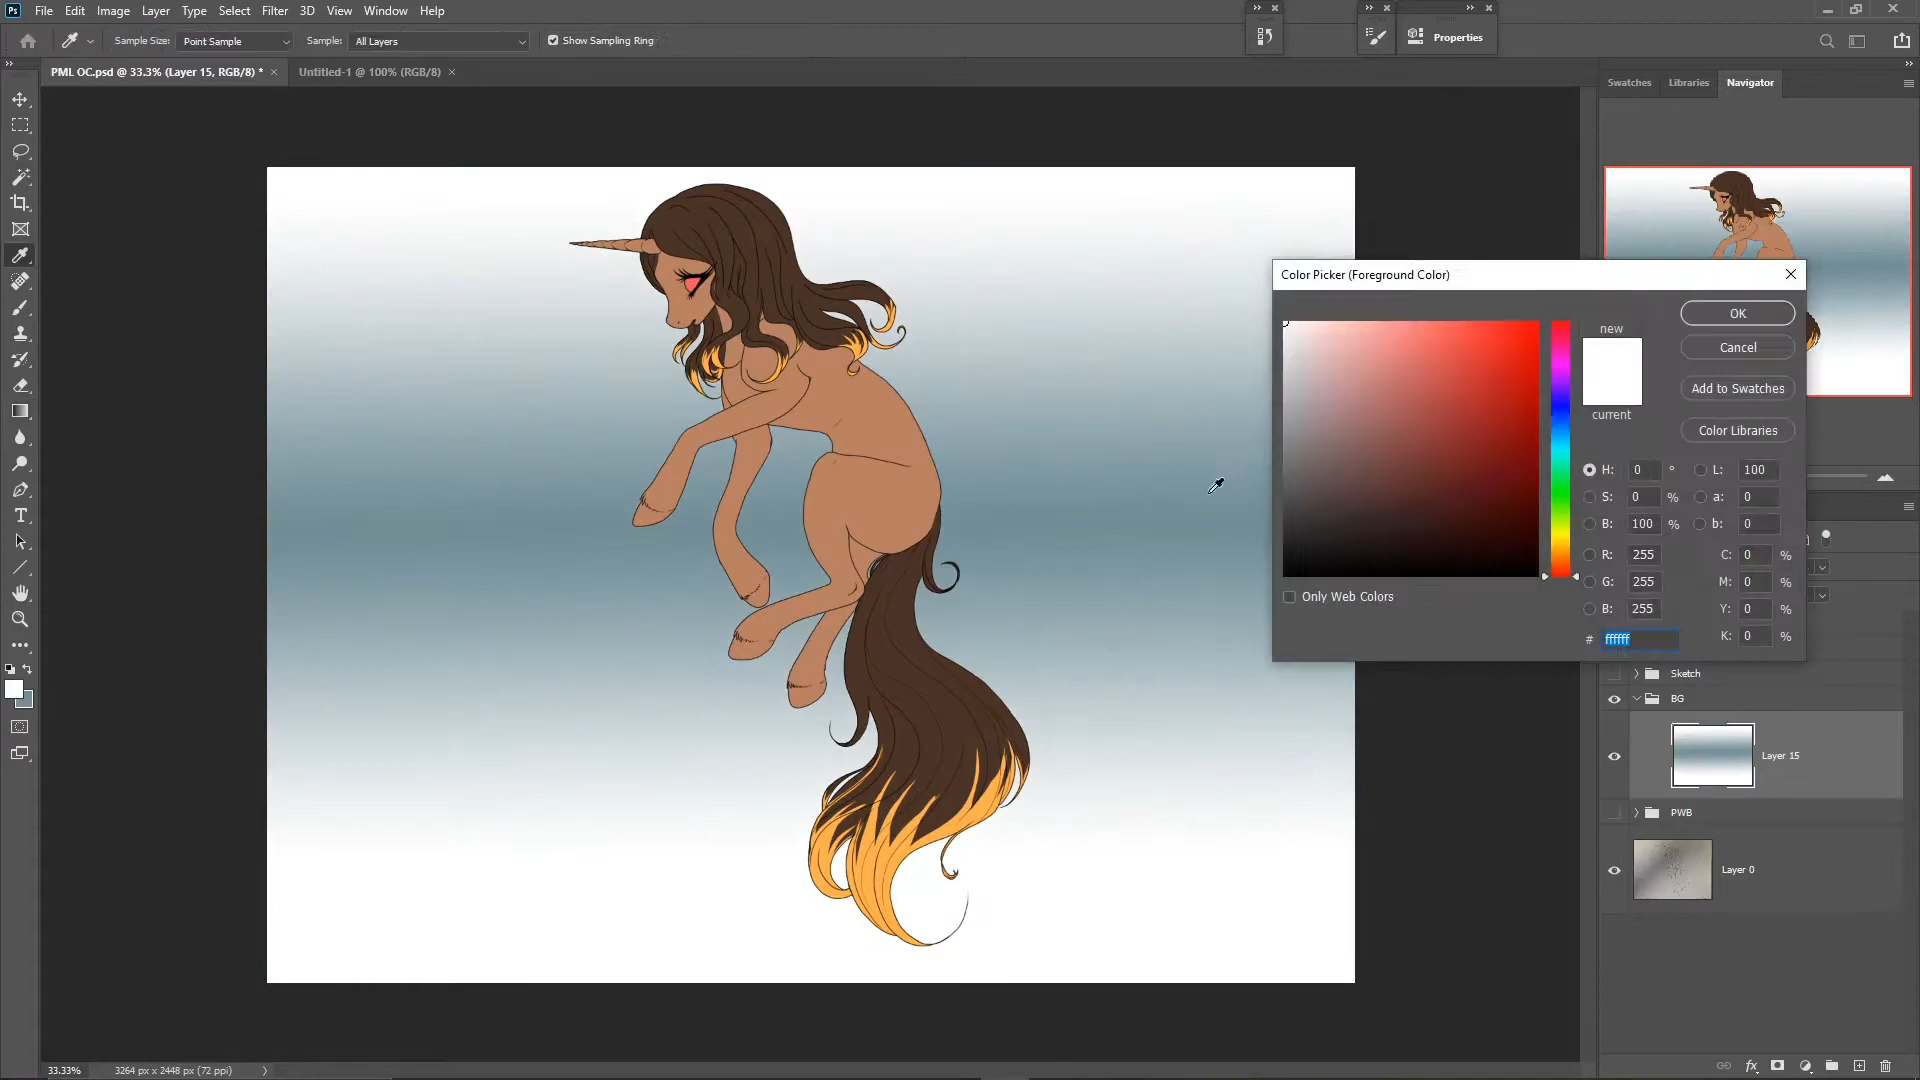 Ps File Edit Image Layer Type Select Filter 3D View Window Help
Sample Size: Point Sample Sample: All Layers Show Sampling Ring
Properties
PML OC.psd @ 33.3% (Layer 15, RGB/8) * Untitled-1 @ 100% (RGB/8)
Swatches Libraries Navigator
Color Picker (Foreground Color)
OK
new
Cancel
Add to Swatches
current
Color Libraries
H: 0 ° L: 100
S: 0 % a: 0
B: 100 % b: 0
R: 255 C: 0 %
G: 255 M: 0 %
Only Web Colors
B: 255 Y: 0 %
# ffffff K: 0 %
Sketch
BG
Layer 15
PWB
Layer 0
33.33% 3264 px x 2448 px (72 ppi)
fx